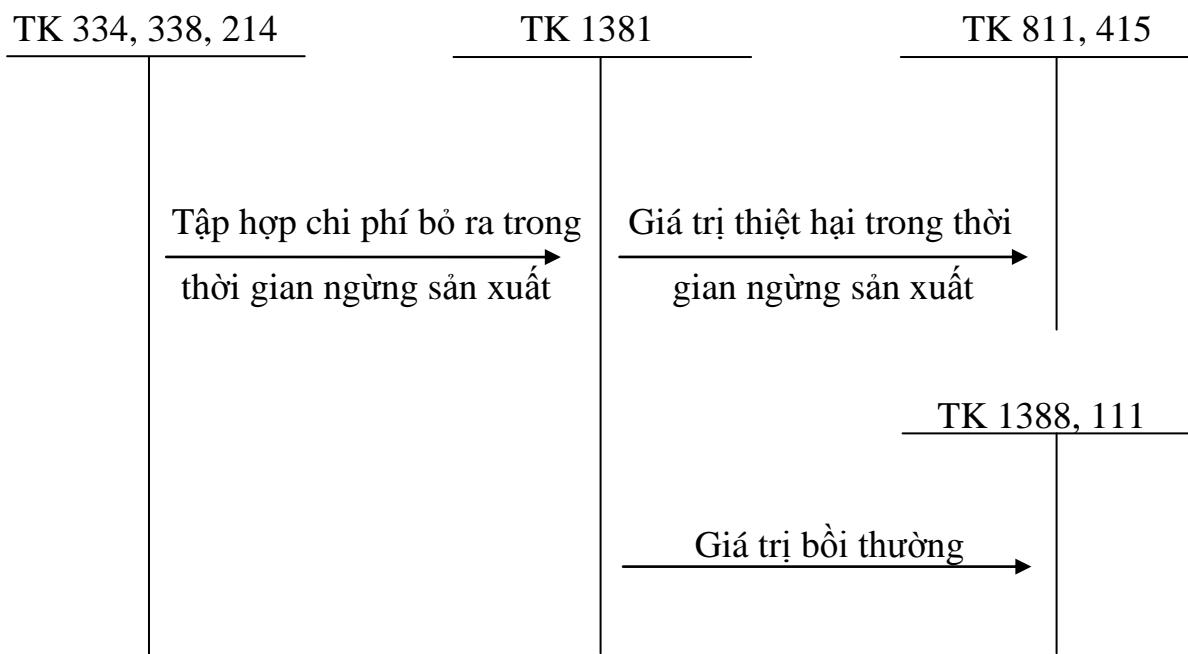 TK 334, 338, 214
TK 1381
TK 811, 415
Tập hợp chi phí bỏ ra trong
thời gian ngừng sản xuất
Giá trị thiệt hại trong thời
gian ngừng sản xuất
TK 1388, 111
Giá trị bồi thường